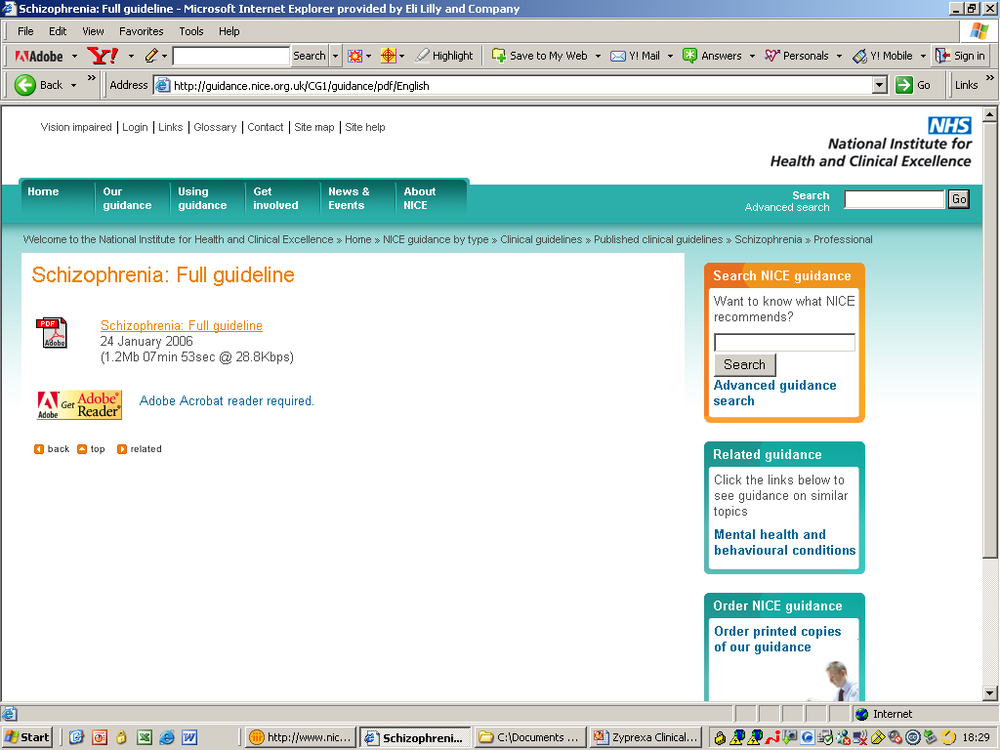 Schizophrenia: Full guideline - Microsoft Internet Explorer provided by Eli Lilly and Company
File Edit View Favorites Tools Help
Adobe Y! Search Highlight Save to My Web Y! Mail Answers Personals Y! Mobile Sign in
Back » Address http://guidance.nice.org.uk/CG1/guidance/pdf/English Go Links »
Vision impaired | Login | Links | Glossary | Contact | Site map | Site help
NHS
National Institute for
Health and Clinical Excellence
Home
Our guidance
Using guidance
Get involved
News & Events
About NICE
Search Go
Advanced search
Welcome to the National Institute for Health and Clinical Excellence » Home » NICE guidance by type » Clinical guidelines » Published clinical guidelines » Schizophrenia » Professional
Schizophrenia: Full guideline
PDF
Adobe
Schizophrenia: Full guideline
24 January 2006
(1.2Mb 07min 53sec @ 28.8Kbps)
Adobe
Get Adobe Reader
Adobe Acrobat reader required.
back top related
Search NICE guidance
Want to know what NICE
recommends?
Search
Advanced guidance
search
Related guidance
Click the links below to
see guidance on similar
topics
Mental health and
behavioural conditions
Order NICE guidance
Order printed copies
of our guidance
Internet
Start http://www.nic... Schizophreni... C:\Documents ... Zyprexa Clinical... 18:29